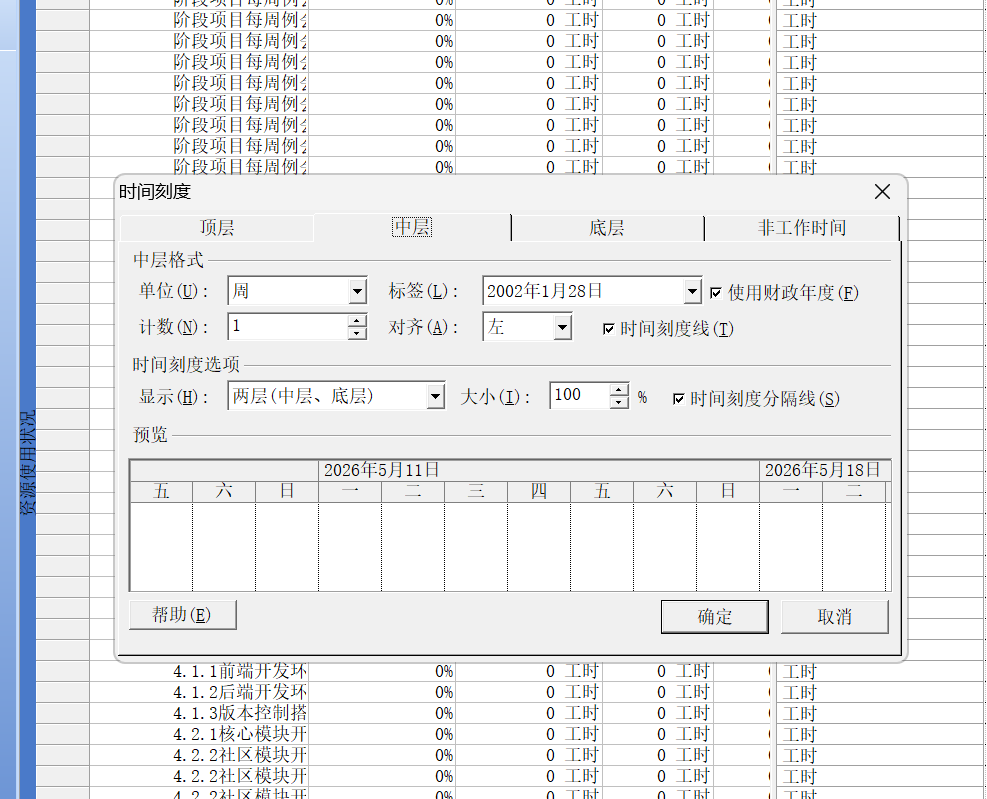 阶段项目每周例 0% 0 工时 0 工时 工时
阶段项目每周例 0% 0 工时 0 工时 工时
阶段项目每周例 0% 0 工时 0 工时 工时
阶段项目每周例 0% 0 工时 0 工时 工时
阶段项目每周例 0% 0 工时 0 工时 工时
阶段项目每周例 0% 0 工时 0 工时 工时
阶段项目每周例 0% 0 工时 0 工时 工时
阶段项目每周例 0% 0 工时 0 工时 工时
阶段项目每周例 0% 0 工时 0 工时 工时
时间刻度
顶层 中层 底层 非工作时间
中层格式
单位(U): 周 标签(L): 2002年1月28日 使用财政年度(F)
计数(N): 1 对齐(A): 左 时间刻度线(T)
时间刻度选项
显示(H): 两层(中层、底层) 大小(I): 100 % 时间刻度分隔线(S)
预览
2026年5月11日 2026年5月18日
五 六 日 一 二 三 四 五 六 日 一 二
帮助(E) 确定 取消
资源使用状况
4.1.1前端开发环 0% 0 工时 0 工时 工时
4.1.2后端开发环 0% 0 工时 0 工时 工时
4.1.3版本控制搭 0% 0 工时 0 工时 工时
4.2.1核心模块开 0% 0 工时 0 工时 工时
4.2.2社区模块开 0% 0 工时 0 工时 工时
4.2.2社区模块开 0% 0 工时 0 工时 工时
4.2.2社区模块开 0% 0 工时 0 工时 工时